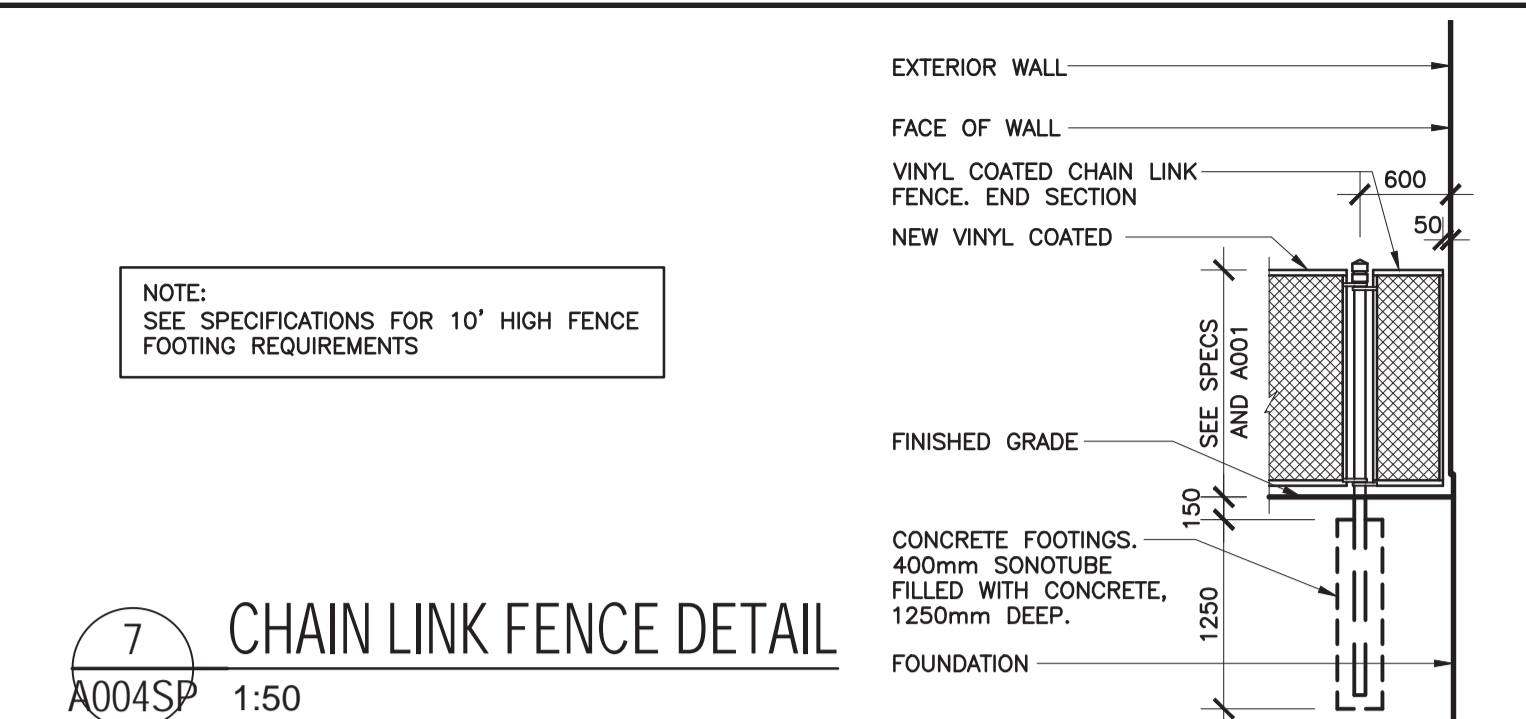 EXTERIOR WALL
FACE OF WALL
VINYL COATED CHAIN LINK
FENCE. END SECTION
600
50
NEW VINYL COATED
NOTE:
SEE SPECIFICATIONS FOR 10' HIGH FENCE
FOOTING REQUIREMENTS
SEE SPECS
AND A001
FINISHED GRADE
150
CONCRETE FOOTINGS.
400mm SONOTUBE
FILLED WITH CONCRETE,
1250mm DEEP.
1250
FOUNDATION
7
A004SP
CHAIN LINK FENCE DETAIL
1:50